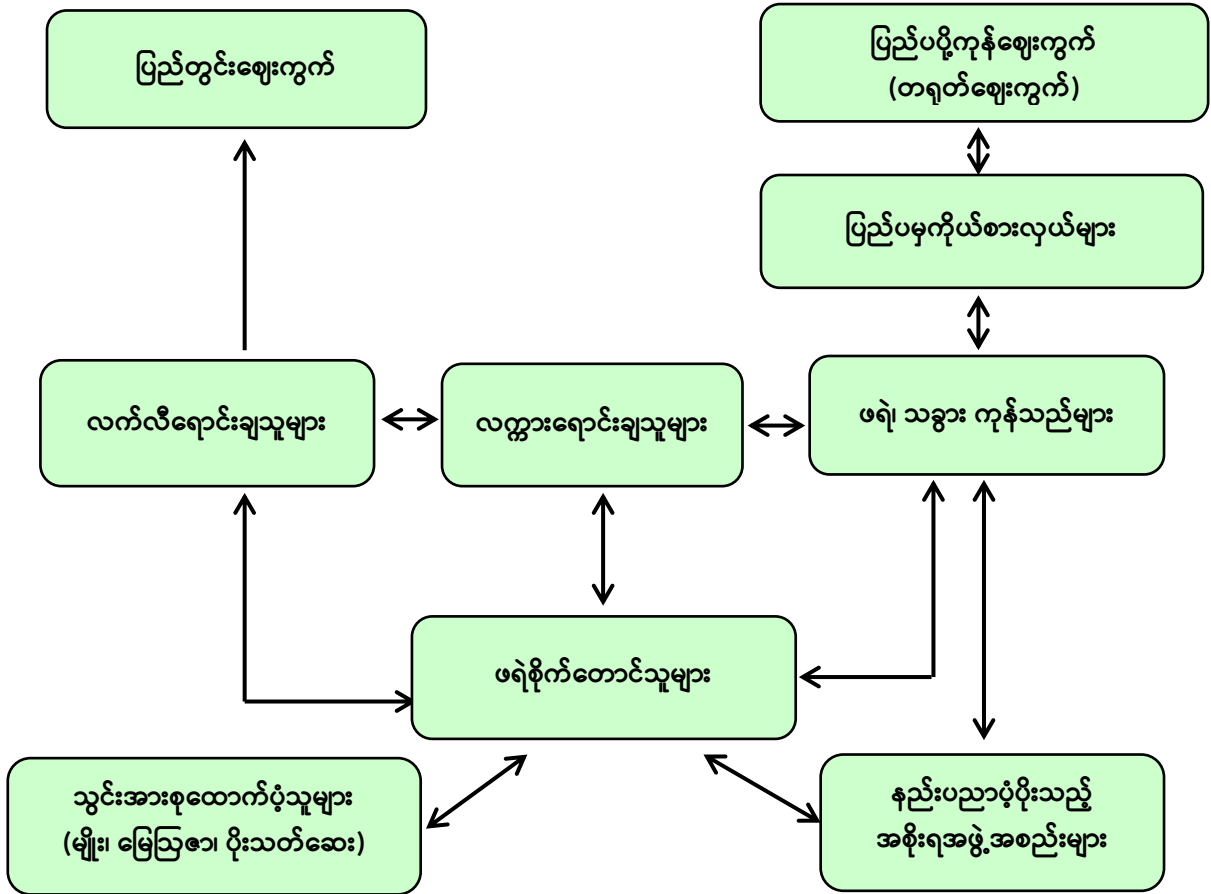 ပြည်တွင်းဈေးကွက်
ပြည်ပပို့ကုန်ဈေးကွက်
(တရုတ်ဈေးကွက်)
ပြည်ပမှကိုယ်စားလှယ်များ
လက်လီရောင်းချသူများ
လက္ကားရောင်းချသူများ
ဖရဲ၊ သခွား ကုန်သည်များ
ဖရဲစိုက်တောင်သူများ
သွင်းအားစုထောက်ပံ့သူများ
(မျိုး၊ မြေဩဇာ၊ ပိုးသတ်ဆေး)
နည်းပညာပံ့ပိုးသည့်
အစိုးရအဖွဲ့အစည်းများ